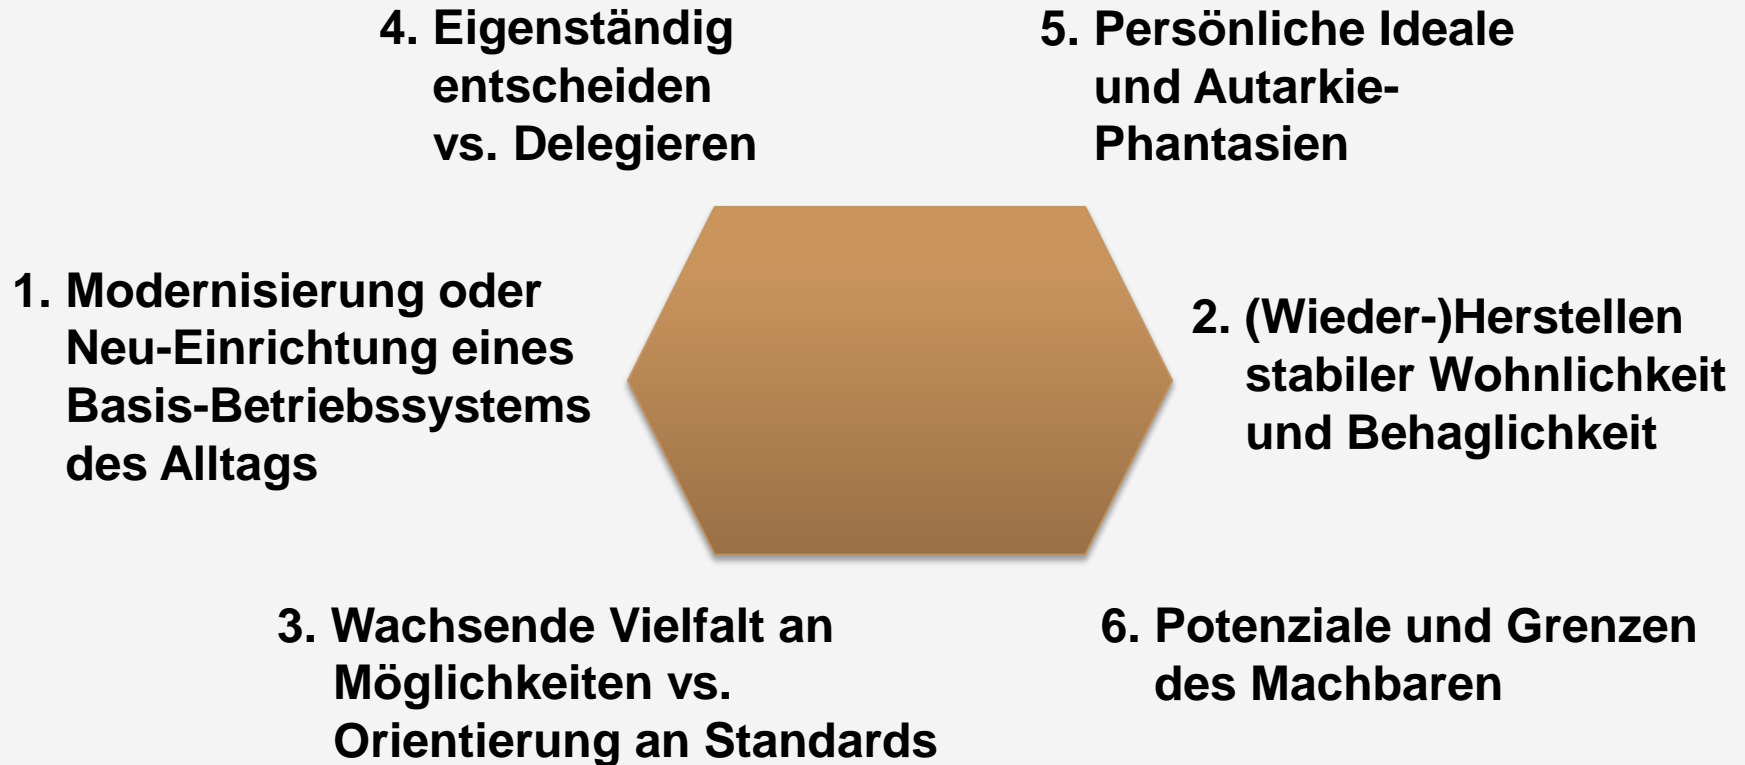 4. Eigenständig
entscheiden
vs. Delegieren
5. Persönliche Ideale
und Autarkie-
Phantasien
1. Modernisierung oder
Neu-Einrichtung eines
Basis-Betriebssystems
des Alltags
2. (Wieder-)Herstellen
stabiler Wohnlichkeit
und Behaglichkeit
3. Wachsende Vielfalt an
Möglichkeiten vs.
Orientierung an Standards
6. Potenziale und Grenzen
des Machbaren